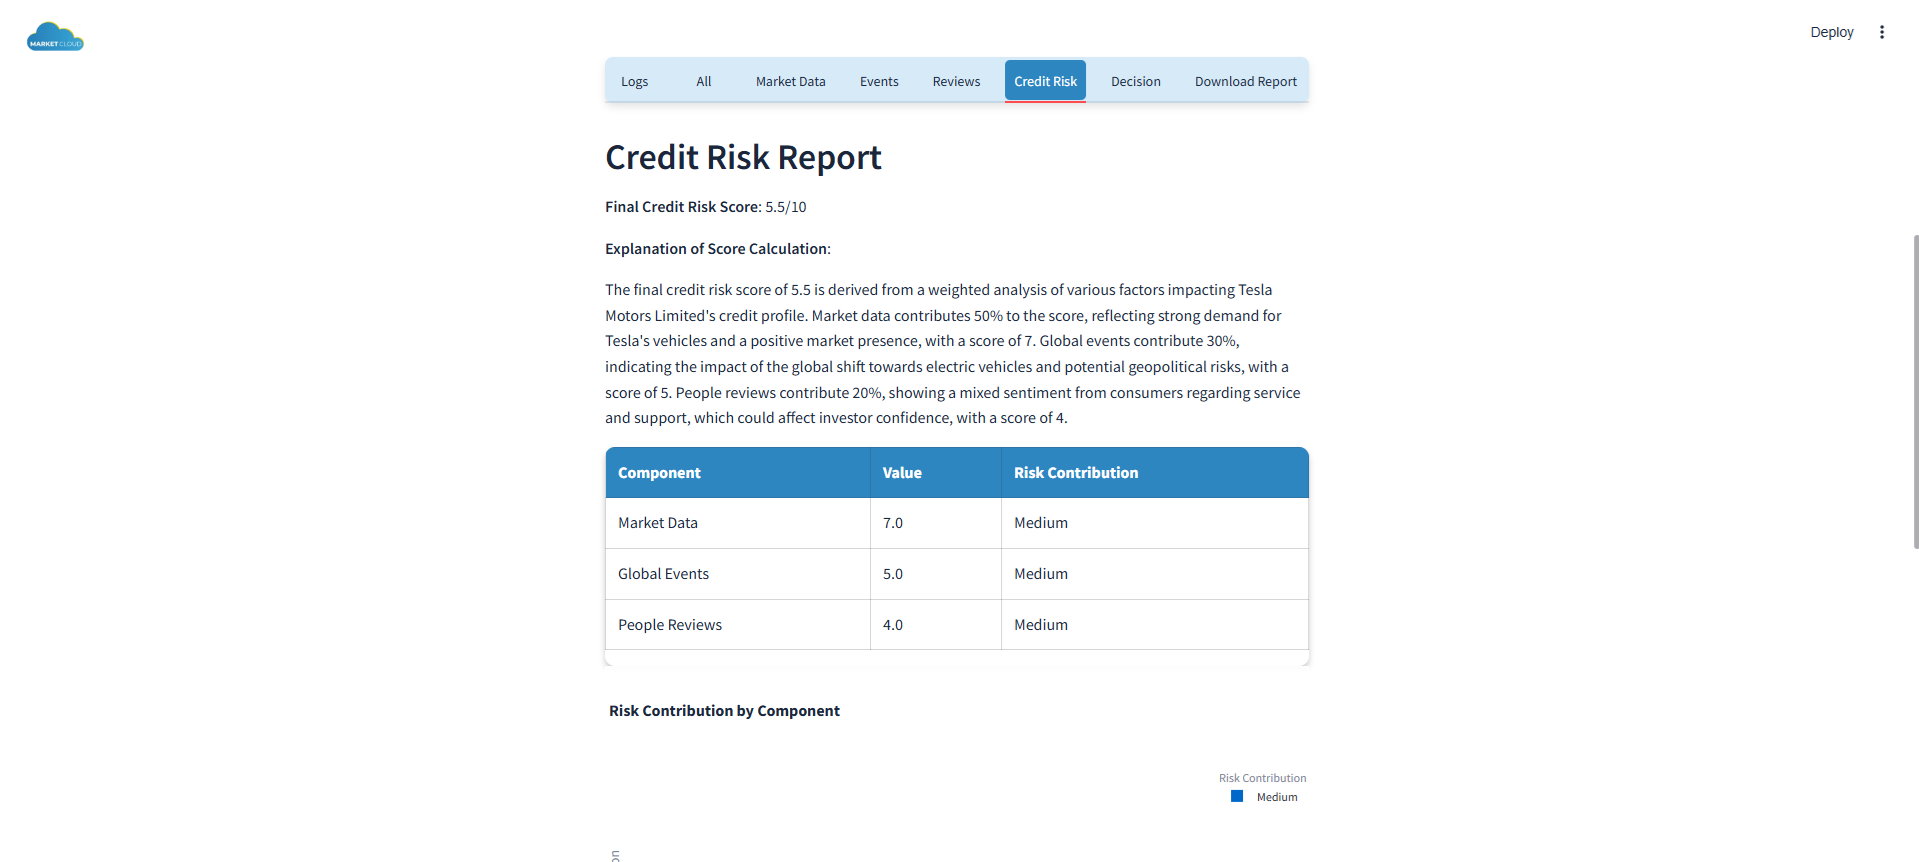 MARKET CLOUD
Deploy
Logs All Market Data Events Reviews Credit Risk Decision Download Report
Credit Risk Report
Final Credit Risk Score: 5.5/10
Explanation of Score Calculation:
The final credit risk score of 5.5 is derived from a weighted analysis of various factors impacting Tesla
Motors Limited's credit profile. Market data contributes 50% to the score, reflecting strong demand for
Tesla's vehicles and a positive market presence, with a score of 7. Global events contribute 30%,
indicating the impact of the global shift towards electric vehicles and potential geopolitical risks, with a
score of 5. People reviews contribute 20%, showing a mixed sentiment from consumers regarding service
and support, which could affect investor confidence, with a score of 4.
Component Value Risk Contribution
Market Data 7.0 Medium
Global Events 5.0 Medium
People Reviews 4.0 Medium
Risk Contribution by Component
Risk Contribution
Medium
on